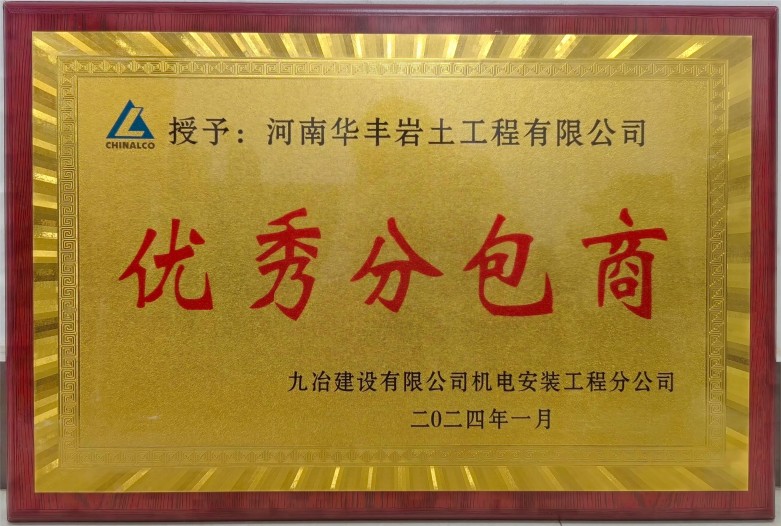 CHINALCO
授予：河南华丰岩土工程有限公司
优秀分包商
九冶建设有限公司机电安装工程分公司
二〇二四年一月